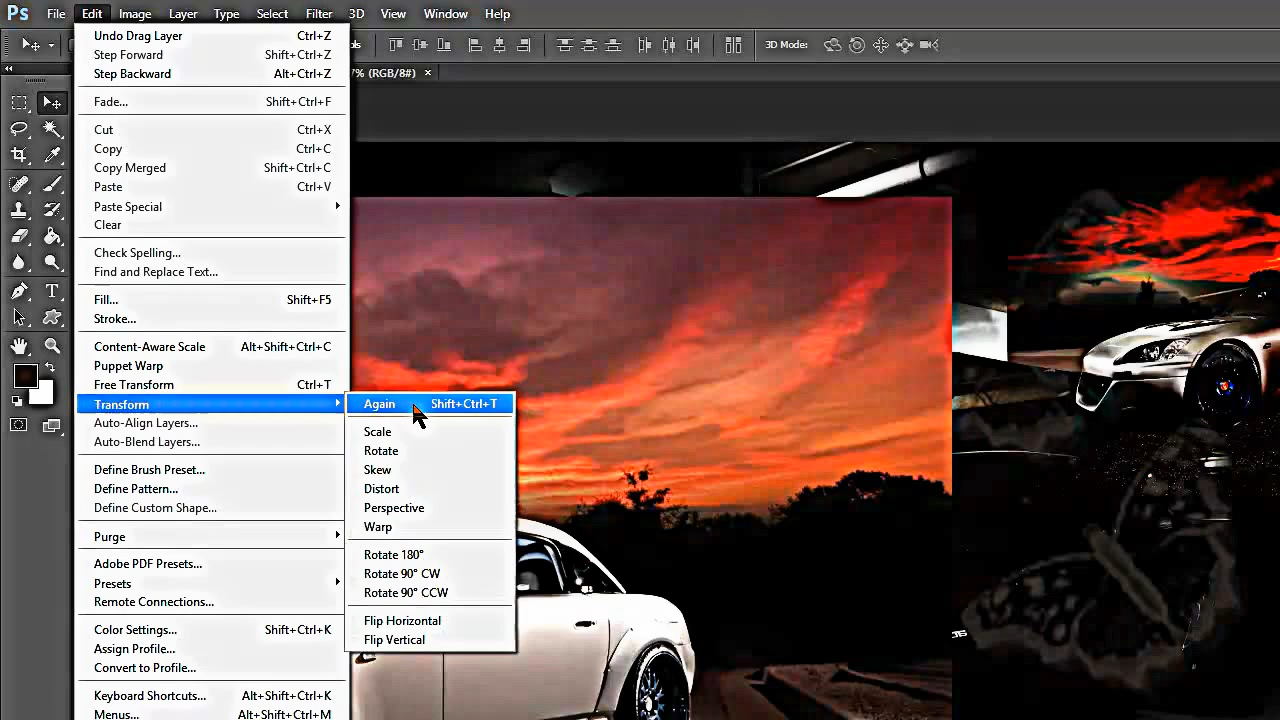 Ps File Edit Image Layer Type Select Filter 3D View Window Help
3D Mode:
7% (RGB/8#) ×
Undo Drag Layer Ctrl+Z
Step Forward Shift+Ctrl+Z
Step Backward Alt+Ctrl+Z
Fade... Shift+Ctrl+F
Cut Ctrl+X
Copy Ctrl+C
Copy Merged Shift+Ctrl+C
Paste Ctrl+V
Paste Special
Clear
Check Spelling...
Find and Replace Text...
Fill... Shift+F5
Stroke...
Content-Aware Scale Alt+Shift+Ctrl+C
Puppet Warp
Free Transform Ctrl+T
Transform
Auto-Align Layers...
Auto-Blend Layers...
Define Brush Preset...
Define Pattern...
Define Custom Shape...
Purge
Adobe PDF Presets...
Presets
Remote Connections...
Color Settings... Shift+Ctrl+K
Assign Profile...
Convert to Profile...
Keyboard Shortcuts... Alt+Shift+Ctrl+K
Menus... Alt+Shift+Ctrl+M
Again Shift+Ctrl+T
Scale
Rotate
Skew
Distort
Perspective
Warp
Rotate 180°
Rotate 90° CW
Rotate 90° CCW
Flip Horizontal
Flip Vertical